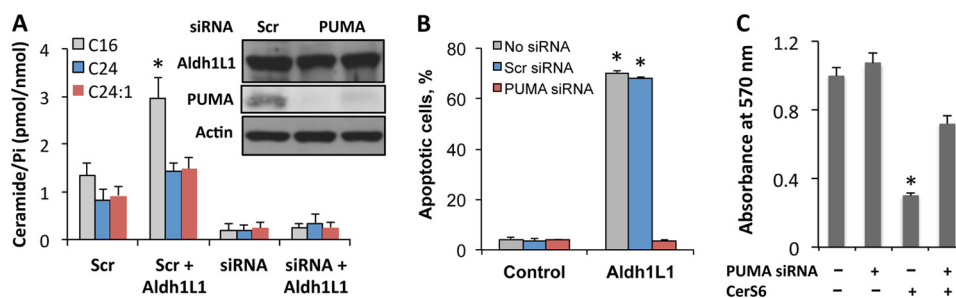 A
siRNA Scr PUMA
Aldh1L1
PUMA
Actin
C16
C24
C24:1
*
Ceramide/Pi (pmol/nmol)
4
3
2
1
0
Scr
Scr + Aldh1L1
siRNA
siRNA + Aldh1L1
B
No siRNA
Scr siRNA
PUMA siRNA
* *
Apoptotic cells, %
80
60
40
20
0
Control Aldh1L1
C
Absorbance at 570 nm
1.2
0.8
0.4
0
*
PUMA siRNA – + – +
CerS6 – – + +